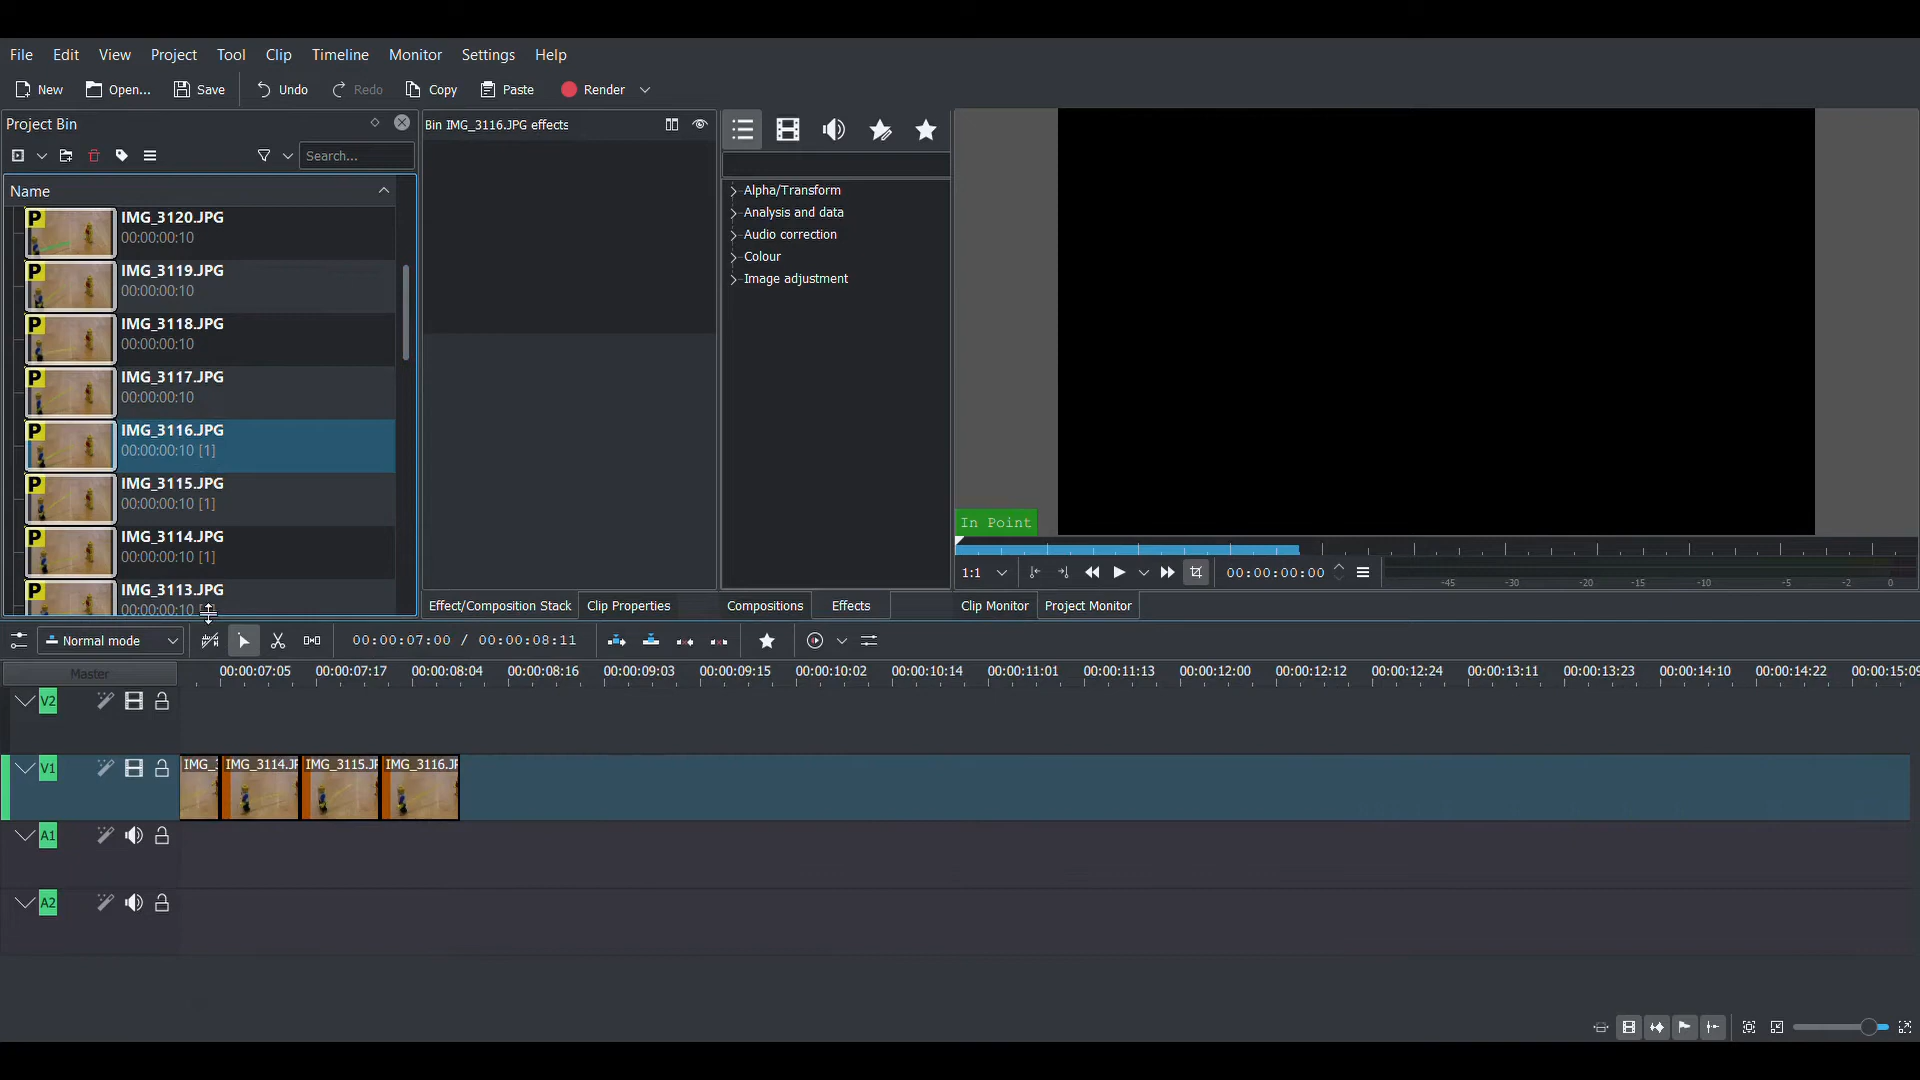 File Edit View Project Tool Clip Timeline Monitor Settings Help
New Open... Save Undo Redo Copy Paste Render
Project Bin
Search...
Name
P IMG_3120.JPG
00:00:00:10
P IMG_3119.JPG
00:00:00:10
P IMG_3118.JPG
00:00:00:10
P IMG_3117.JPG
00:00:00:10
P IMG_3116.JPG
00:00:00:10 [1]
P IMG_3115.JPG
00:00:00:10 [1]
P IMG_3114.JPG
00:00:00:10 [1]
P IMG_3113.JPG
00:00:00:10
Bin IMG_3116.JPG effects
Effect/Composition Stack Clip Properties
Alpha/Transform
Analysis and data
Audio correction
Colour
Image adjustment
Compositions Effects
In Point
1:1 00:00:00:00
-45 -30 -20 -15 -10 -5 -2 0
Clip Monitor Project Monitor
Normal mode 00:00:07:00 / 00:00:08:11
Master 00:00:07:05 00:00:07:17 00:00:08:04 00:00:08:16 00:00:09:03 00:00:09:15 00:00:10:02 00:00:10:14 00:00:11:01 00:00:11:13 00:00:12:00 00:00:12:12 00:00:12:24 00:00:13:11 00:00:13:23 00:00:14:10 00:00:14:22 00:00:15:09
V2
V1 IMG_3 IMG_3114.JP IMG_3115.JP IMG_3116.JP
A1
A2